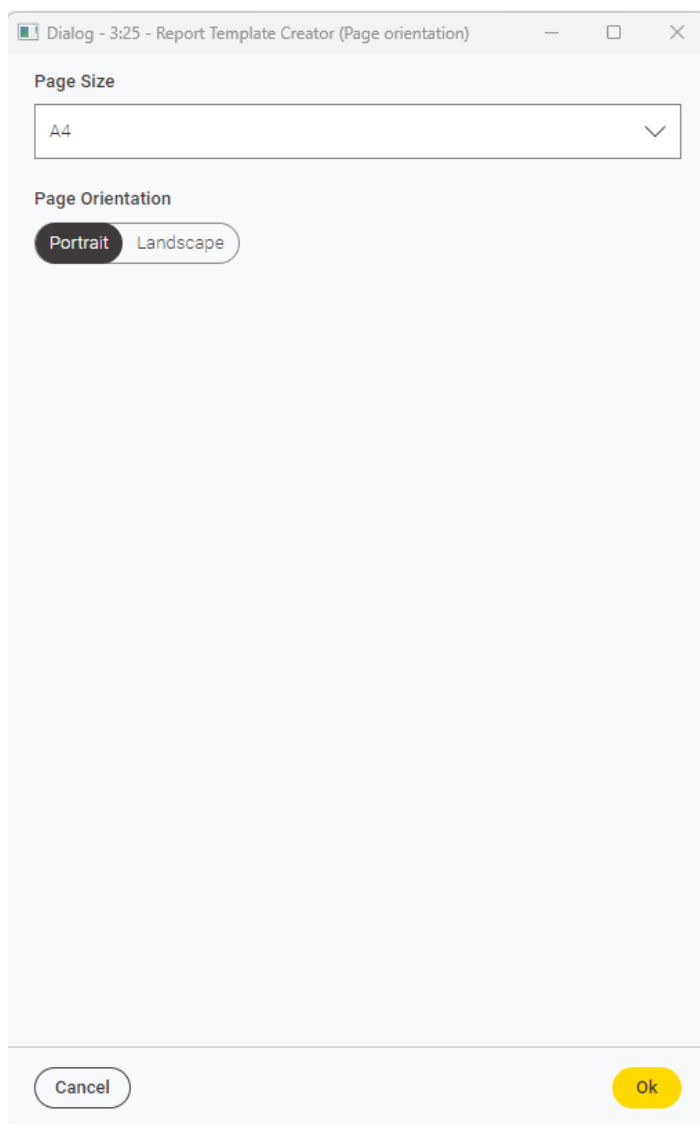 Dialog - 3:25 - Report Template Creator (Page orientation)
Page Size
A4
Page Orientation
Portrait Landscape
Cancel Ok